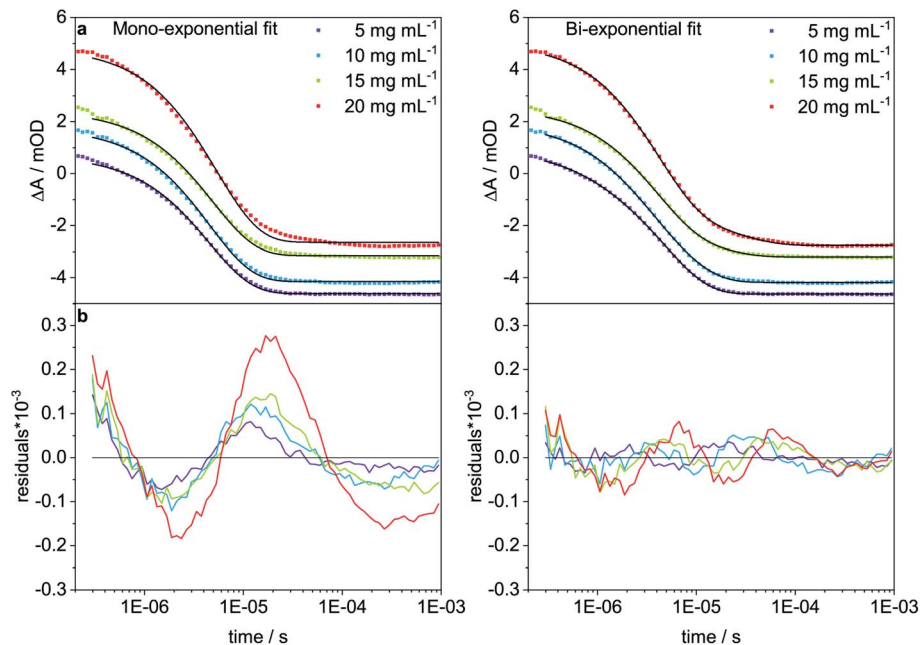 a Mono-exponential fit
5 mg mL⁻¹
10 mg mL⁻¹
15 mg mL⁻¹
20 mg mL⁻¹
6
4
2
0
-2
-4
ΔA / mOD
Bi-exponential fit
5 mg mL⁻¹
10 mg mL⁻¹
15 mg mL⁻¹
20 mg mL⁻¹
6
4
2
0
-2
-4
ΔA / mOD
b
0.3
0.2
0.1
0.0
-0.1
-0.2
-0.3
residuals*10⁻³
1E-06 1E-05 1E-04 1E-03
time / s
0.3
0.2
0.1
0.0
-0.1
-0.2
-0.3
residuals*10⁻³
1E-06 1E-05 1E-04 1E-03
time / s